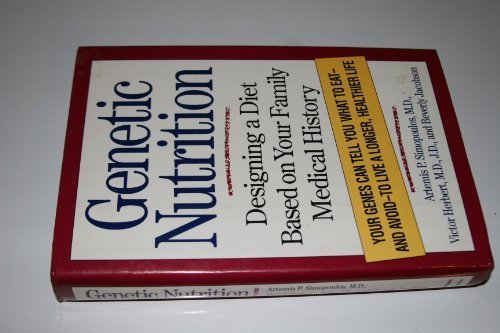 Genetic
Nutrition
Designing a Diet
Based on Your Family
Medical History
YOUR GENES CAN TELL YOU WHAT TO EAT–
AND AVOID–TO LIVE A LONGER, HEALTHIER LIFE
Artemis P. Simopoulos, M.D.,
Victor Herbert, M.D., J.D., and Beverly Jacobson
Genetic Nutrition
Artemis P. Simopoulos, M.D.,